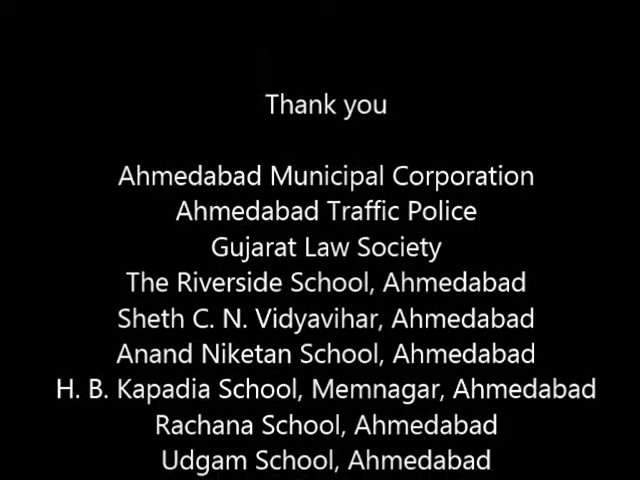 Thank you
Ahmedabad Municipal Corporation
Ahmedabad Traffic Police
Gujarat Law Society
The Riverside School, Ahmedabad
Sheth C. N. Vidyavihar, Ahmedabad
Anand Niketan School, Ahmedabad
H. B. Kapadia School, Memnagar, Ahmedabad
Rachana School, Ahmedabad
Udgam School, Ahmedabad